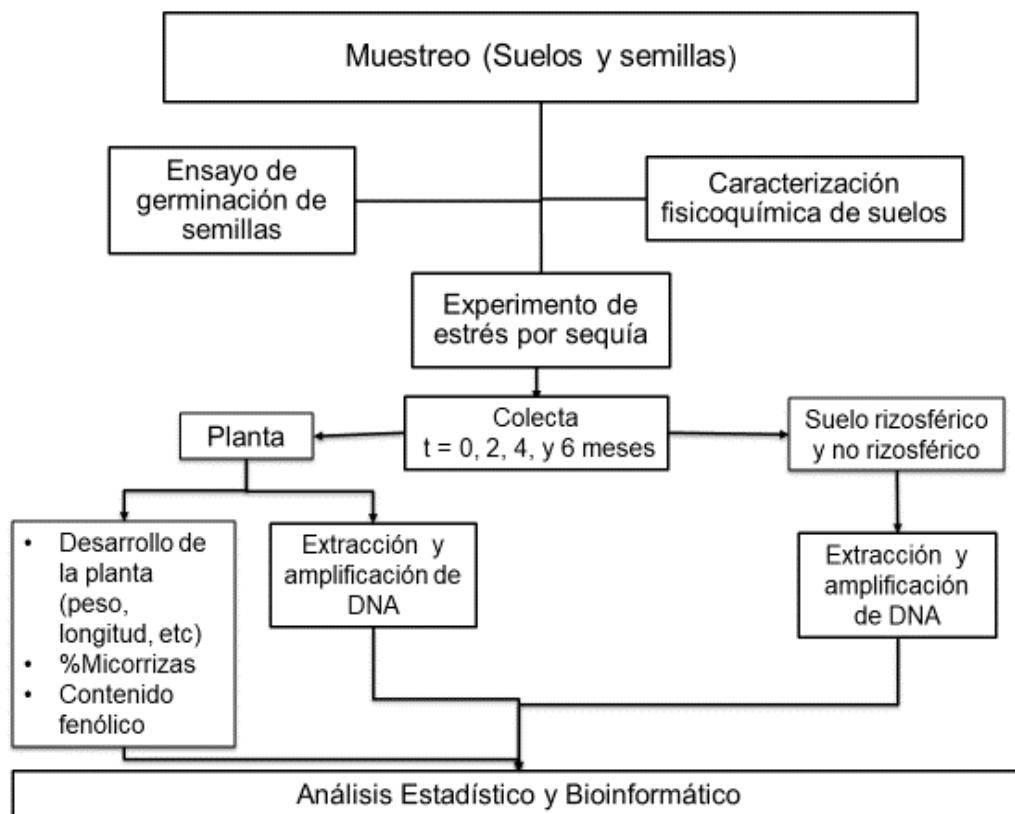 Muestreo (Suelos y semillas)
Ensayo de
germinación de
semillas
Caracterización
fisicoquímica de suelos
Experimento de
estrés por sequía
Colecta
t = 0, 2, 4, y 6 meses
Planta
Suelo rizosférico
y no rizosférico
• Desarrollo de
la planta
(peso,
longitud, etc)
• %Micorrizas
• Contenido
fenólico
Extracción y
amplificación de
DNA
Extracción y
amplificación
de DNA
Análisis Estadístico y Bioinformático